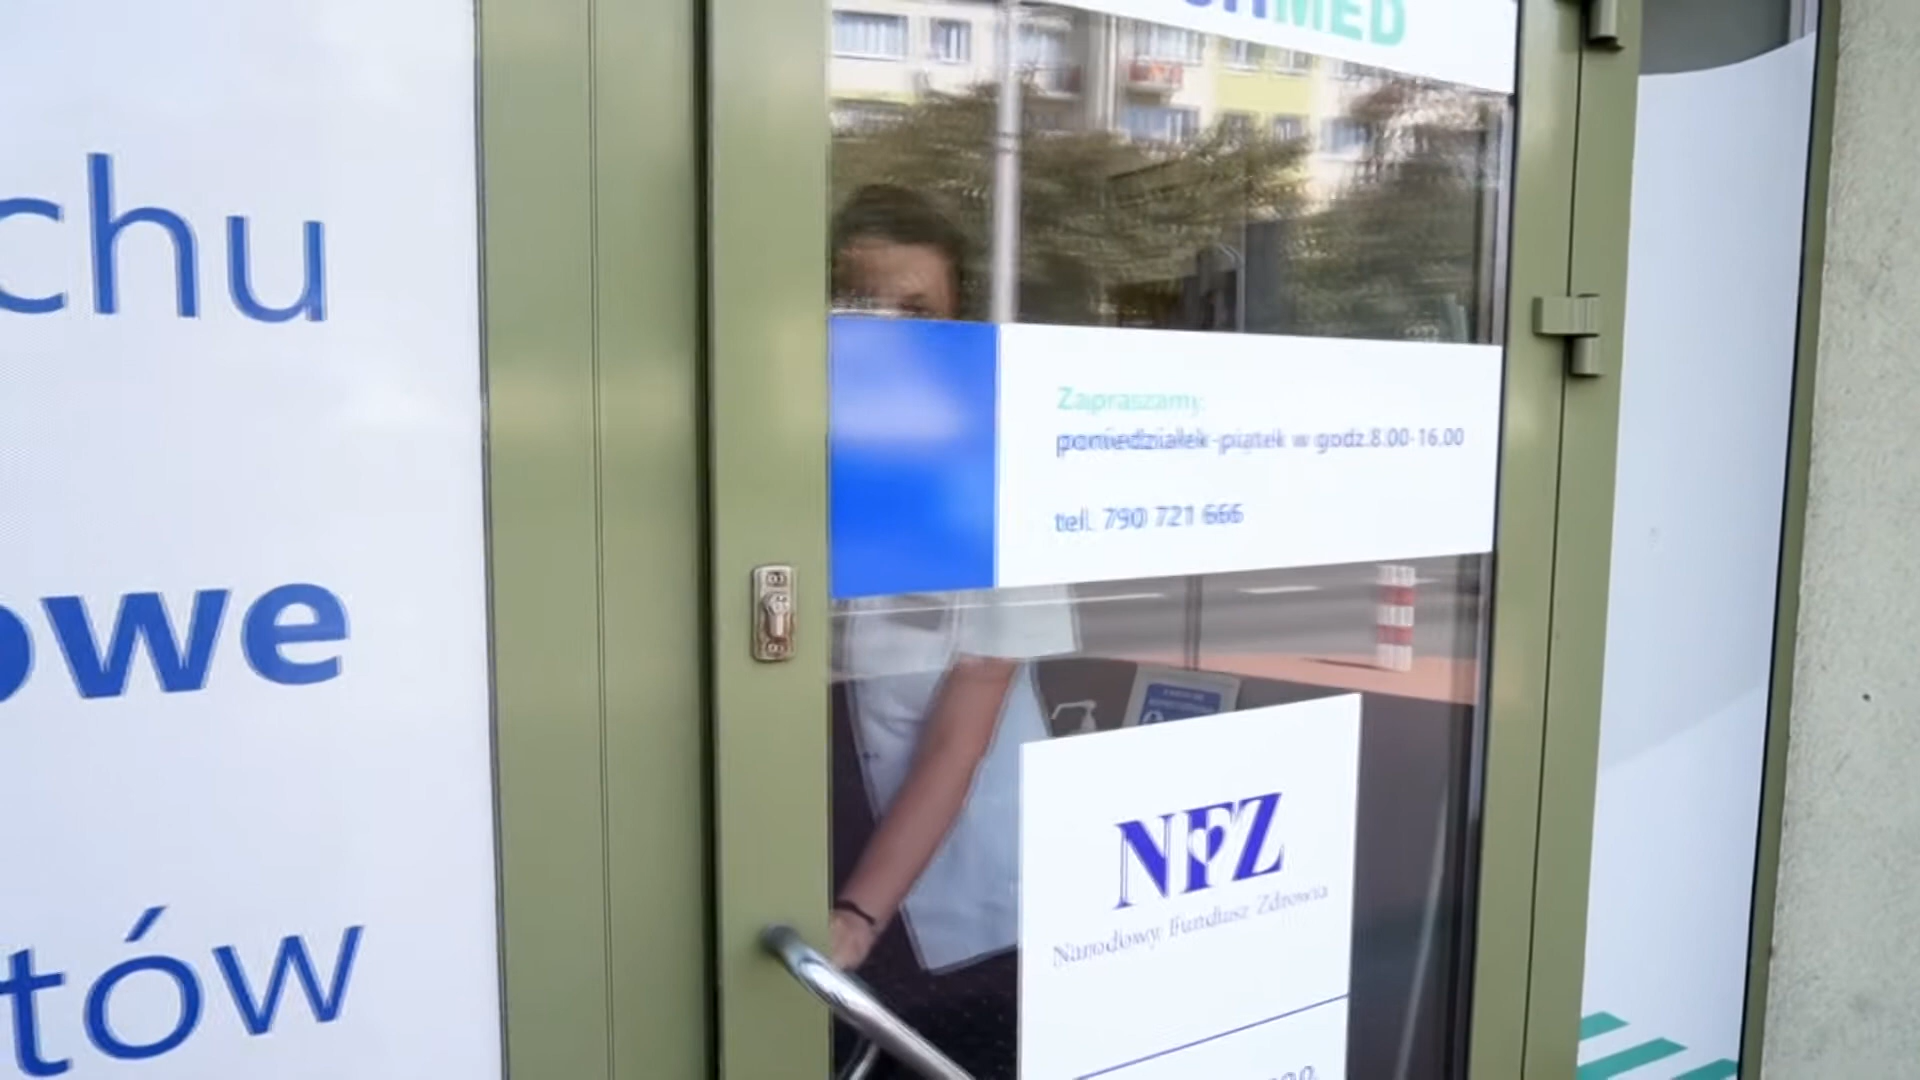 chu
owe
tów
MED
Zapraszamy:
poniedziałek-piątek w godz.8.00-16.00
tel. 790 721 666
NFZ
Narodowy Fundusz Zdrowia